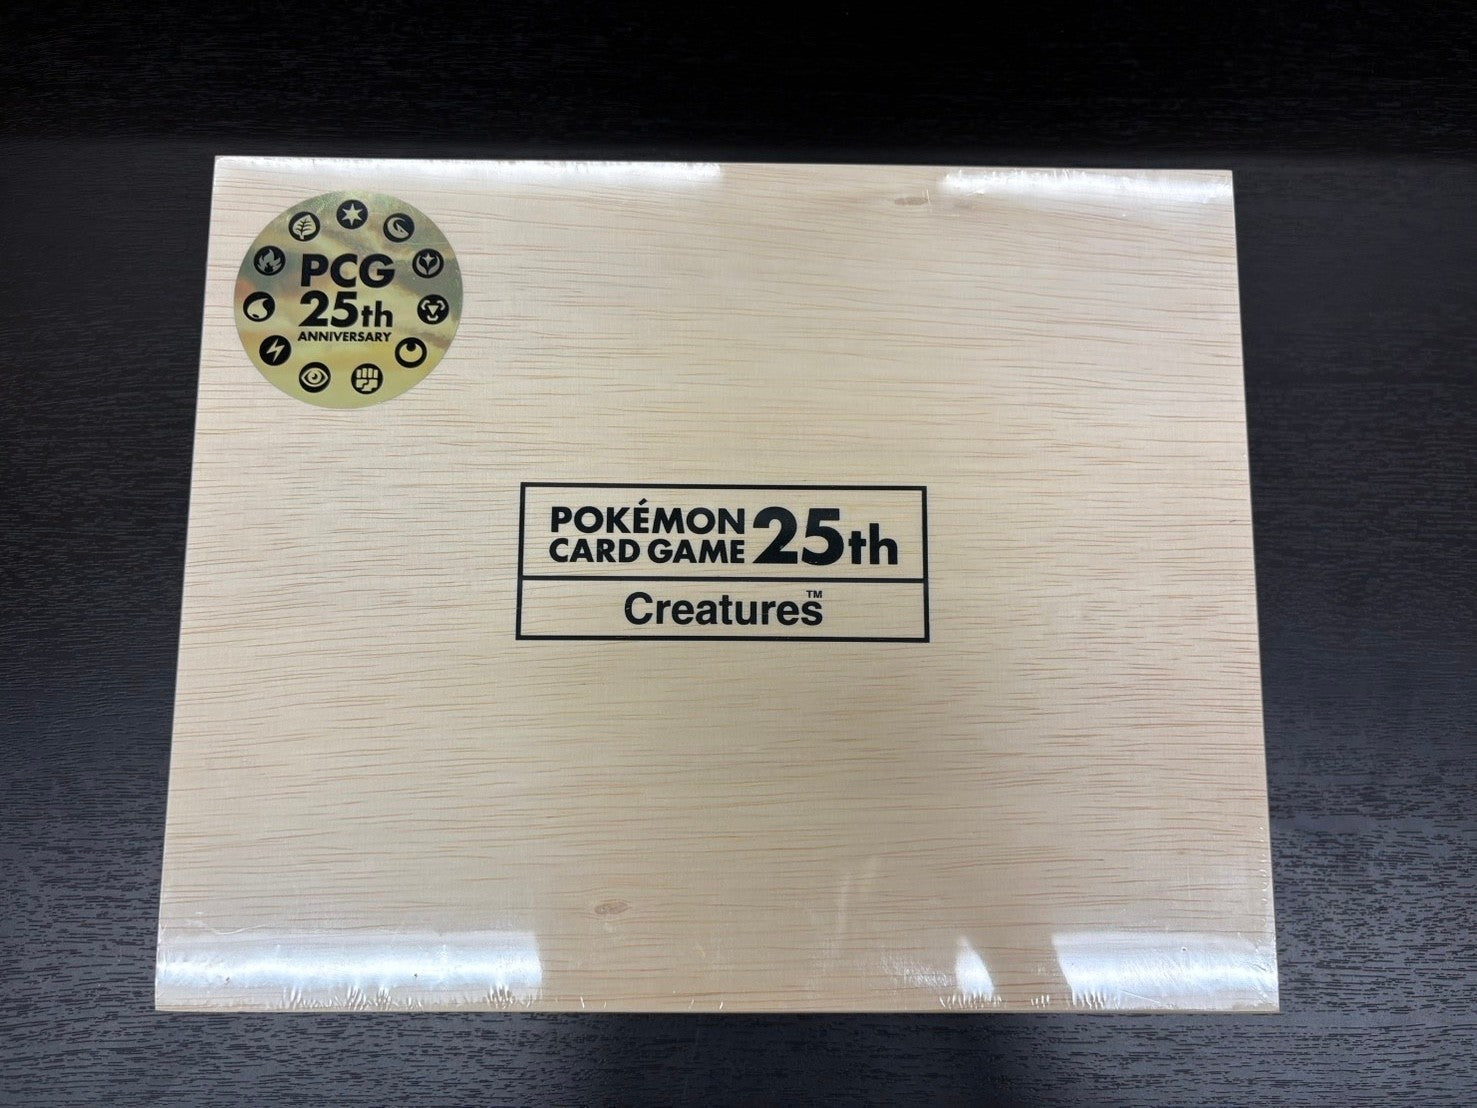 PCG
25th
ANNIVERSARY
POKÉMON
CARD GAME 25th
Creatures™